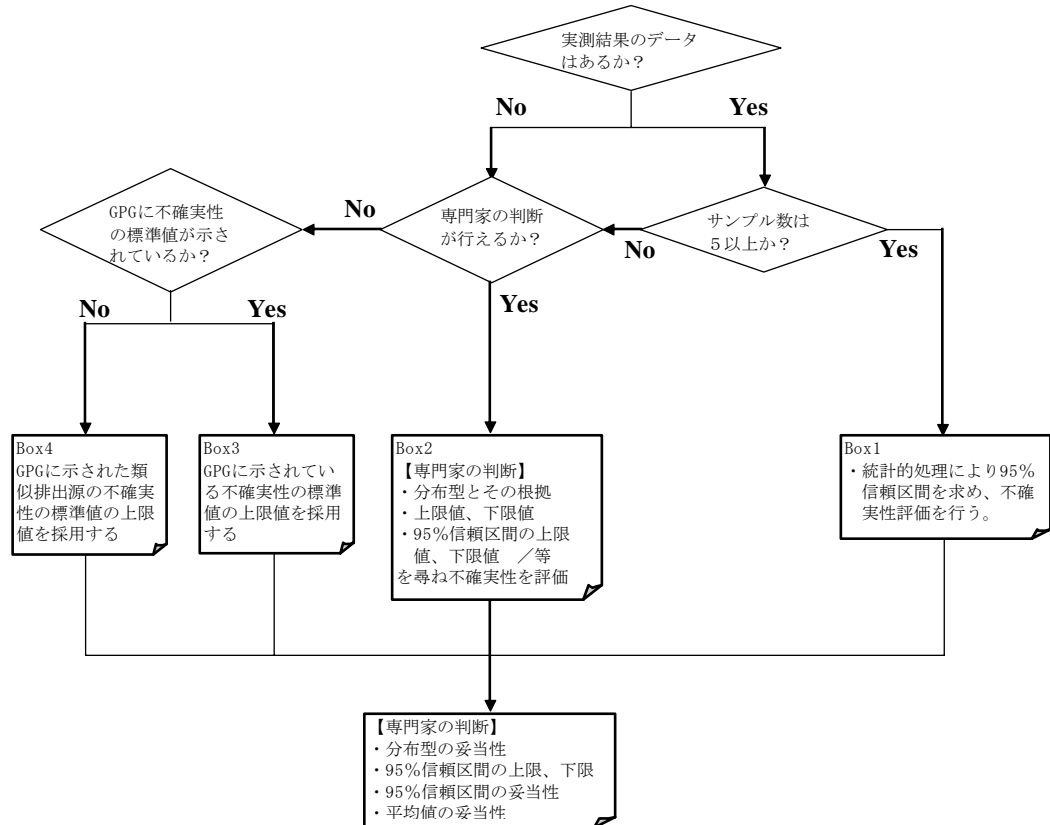 実測結果のデータ
はあるか？
No
Yes
GPGに不確実性
の標準値が示さ
れているか？
No
専門家の判断
が行えるか？
No
サンプル数は
５以上か？
Yes
No
Yes
Yes
Box4
GPGに示された類
似排出源の不確実
性の標準値の上限
値を採用する
Box3
GPGに示されてい
る不確実性の標準
値の上限値を採用
する
Box2
【専門家の判断】
・分布型とその根拠
・上限値、下限値
・95％信頼区間の上限
値、下限値　／等
を尋ね不確実性を評価
Box1
・統計的処理により95％
信頼区間を求め、不確
実性評価を行う。
【専門家の判断】
・分布型の妥当性
・95％信頼区間の上限、下限
・95％信頼区間の妥当性
・平均値の妥当性